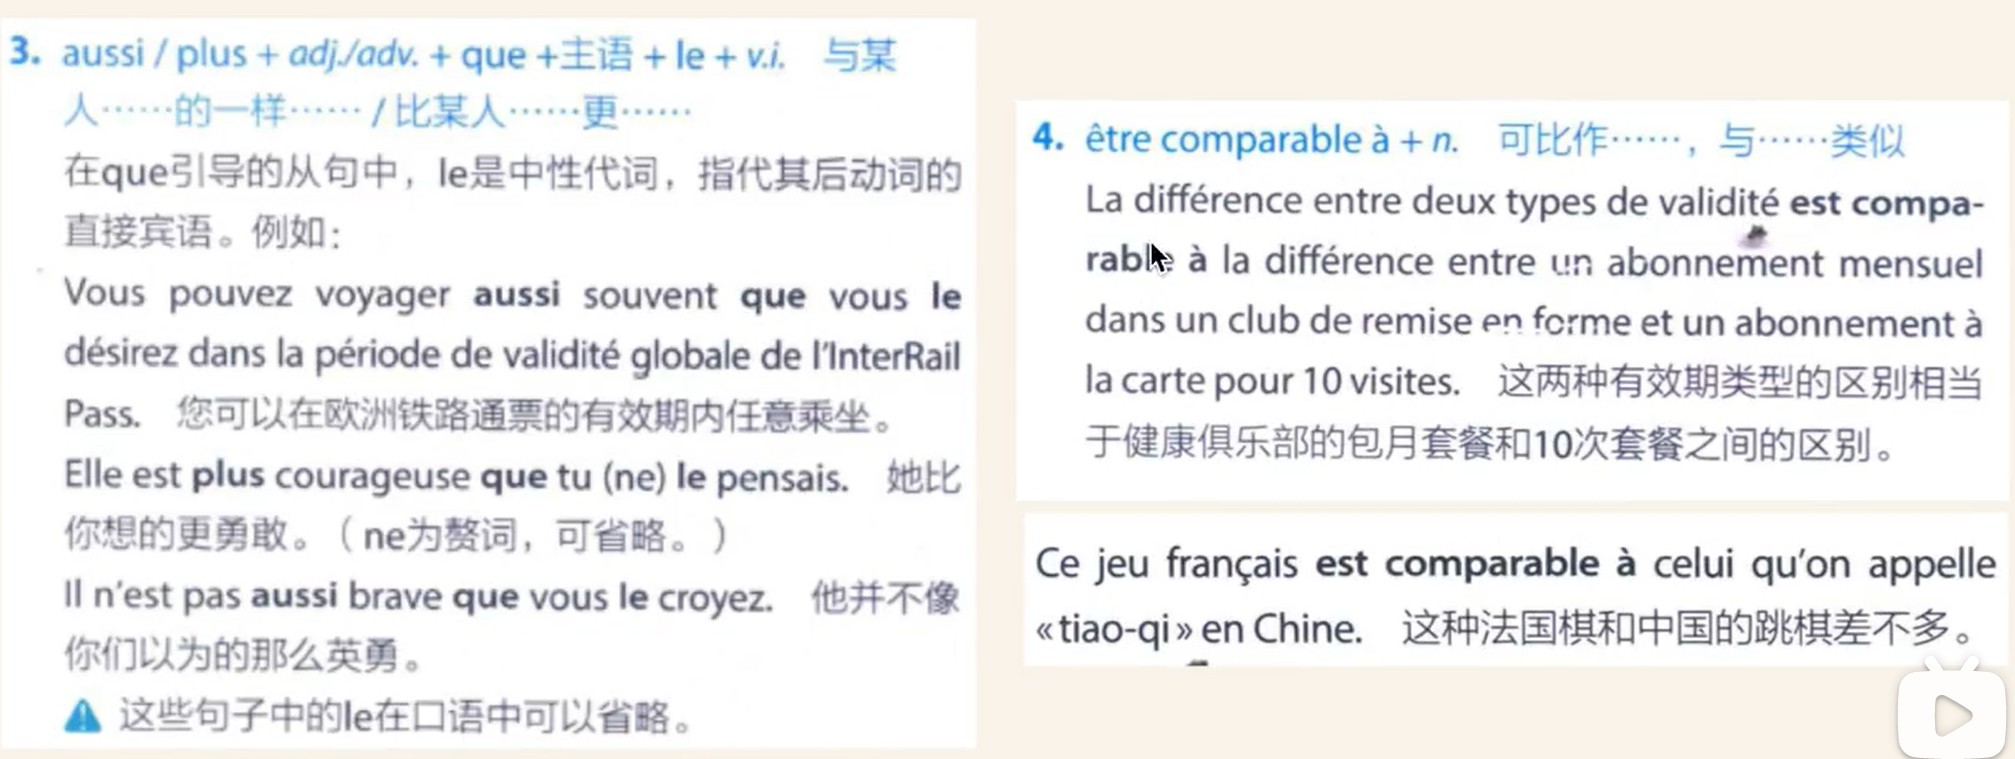 3. aussi / plus + adj./adv. + que +主语 + le + v.i. 与某
人……的一样…… / 比某人……更……
在que引导的从句中，le是中性代词，指代其后动词的
直接宾语。例如：
Vous pouvez voyager aussi souvent que vous le
désirez dans la période de validité globale de l'InterRail
Pass. 您可以在欧洲铁路通票的有效期内任意乘坐。
Elle est plus courageuse que tu (ne) le pensais. 她比
你想的更勇敢。（ne为赘词，可省略。）
Il n'est pas aussi brave que vous le croyez. 他并不像
你们以为的那么英勇。
这些句子中的le在口语中可以省略。
4. être comparable à + n. 可比作……，与……类似
La différence entre deux types de validité est compa-
rable à la différence entre un abonnement mensuel
dans un club de remise en forme et un abonnement à
la carte pour 10 visites. 这两种有效期类型的区别相当
于健康俱乐部的包月套餐和10次套餐之间的区别。
Ce jeu français est comparable à celui qu'on appelle
«tiao-qi» en Chine. 这种法国棋和中国的跳棋差不多。